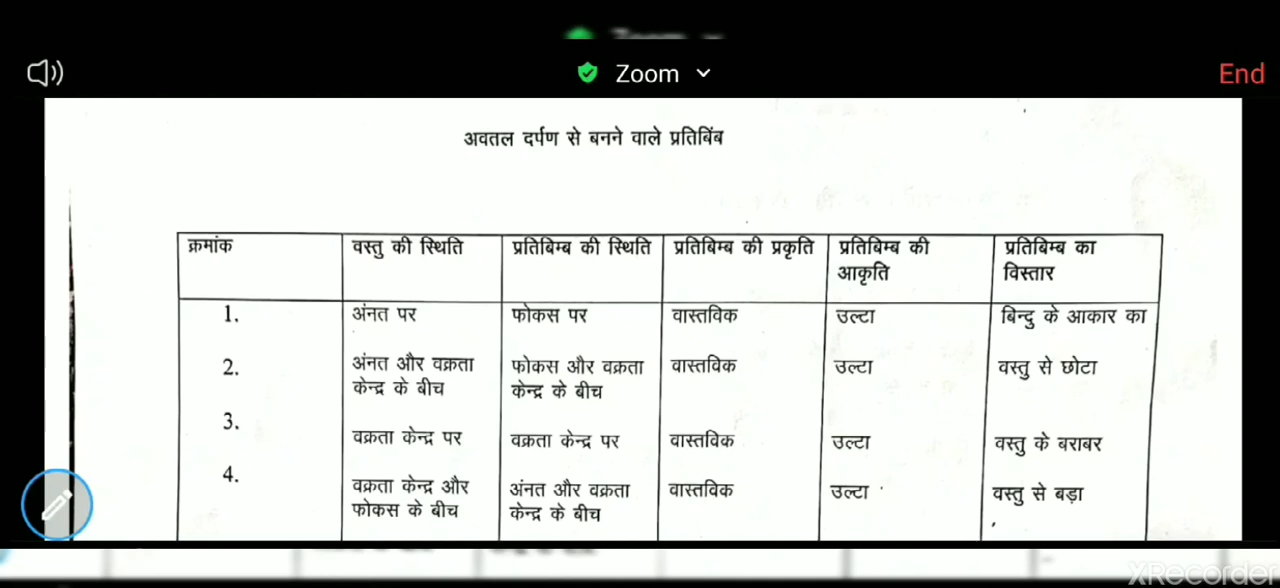 Zoom
End
अवतल दर्पण से बनने वाले प्रतिबिंब
क्रमांक वस्तु की स्थिति प्रतिबिम्ब की स्थिति प्रतिबिम्ब की प्रकृति प्रतिबिम्ब की आकृति प्रतिबिम्ब का विस्तार
1. अंनत पर फोकस पर वास्तविक उल्टा बिन्दु के आकार का
2. अंनत और वक्रता केन्द्र के बीच फोकस और वक्रता केन्द्र के बीच वास्तविक उल्टा वस्तु से छोटा
3. वक्रता केन्द्र पर वक्रता केन्द्र पर वास्तविक उल्टा वस्तु के बराबर
4. वक्रता केन्द्र और फोकस के बीच अंनत और वक्रता केन्द्र के बीच वास्तविक उल्टा वस्तु से बड़ा
XRecorder